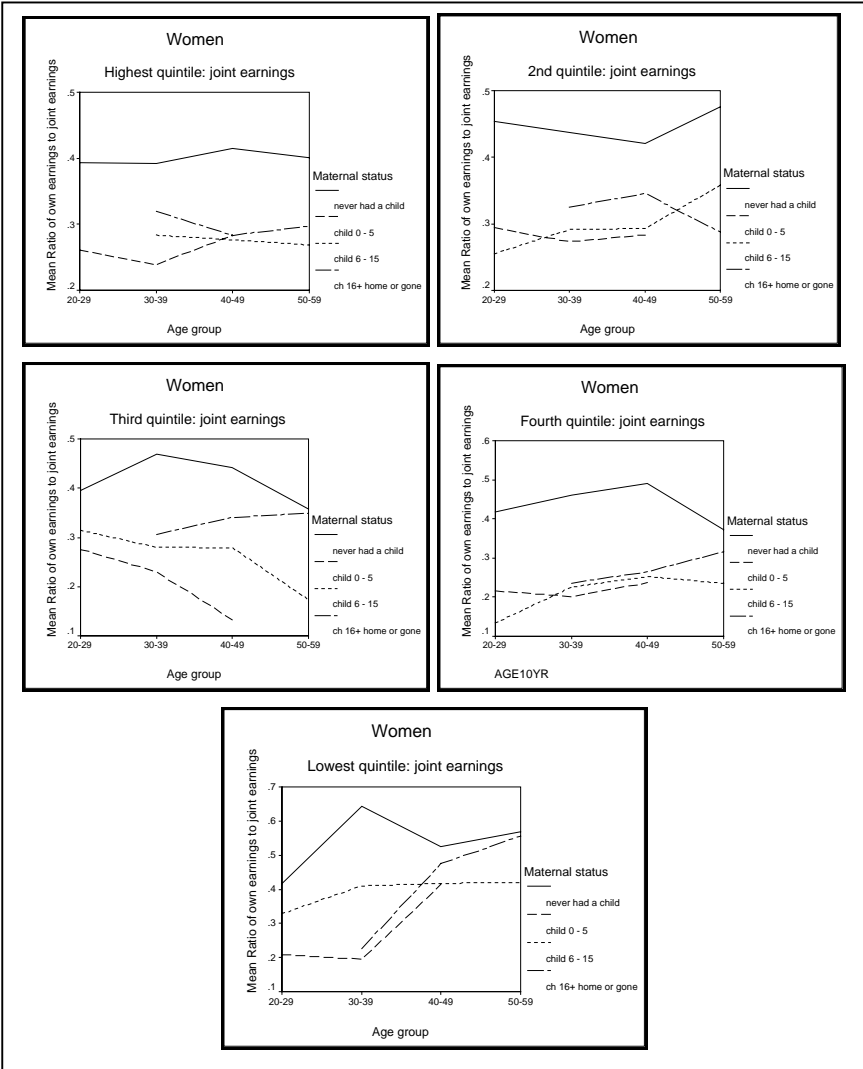 Women
Highest quintile: joint earnings
Mean Ratio of own earnings to joint earnings
.5
.4
.3
.2
20-29
30-39
40-49
50-59
Age group
Maternal status
never had a child
child 0 - 5
child 6 - 15
ch 16+ home or gone
Women
2nd quintile: joint earnings
Mean Ratio of own earnings to joint earnings
.5
.4
.3
.2
20-29
30-39
40-49
50-59
Age group
Maternal status
never had a child
child 0 - 5
child 6 - 15
ch 16+ home or gone
Women
Third quintile: joint earnings
Mean Ratio of own earnings to joint earnings
.5
.4
.3
.2
.1
20-29
30-39
40-49
50-59
Age group
Maternal status
never had a child
child 0 - 5
child 6 - 15
ch 16+ home or gone
Women
Fourth quintile: joint earnings
Mean Ratio of own earnings to joint earnings
.6
.5
.4
.3
.2
.1
20-29
30-39
40-49
50-59
AGE10YR
Maternal status
never had a child
child 0 - 5
child 6 - 15
ch 16+ home or gone
Women
Lowest quintile: joint earnings
Mean Ratio of own earnings to joint earnings
.7
.6
.5
.4
.3
.2
.1
20-29
30-39
40-49
50-59
Age group
Maternal status
never had a child
child 0 - 5
child 6 - 15
ch 16+ home or gone